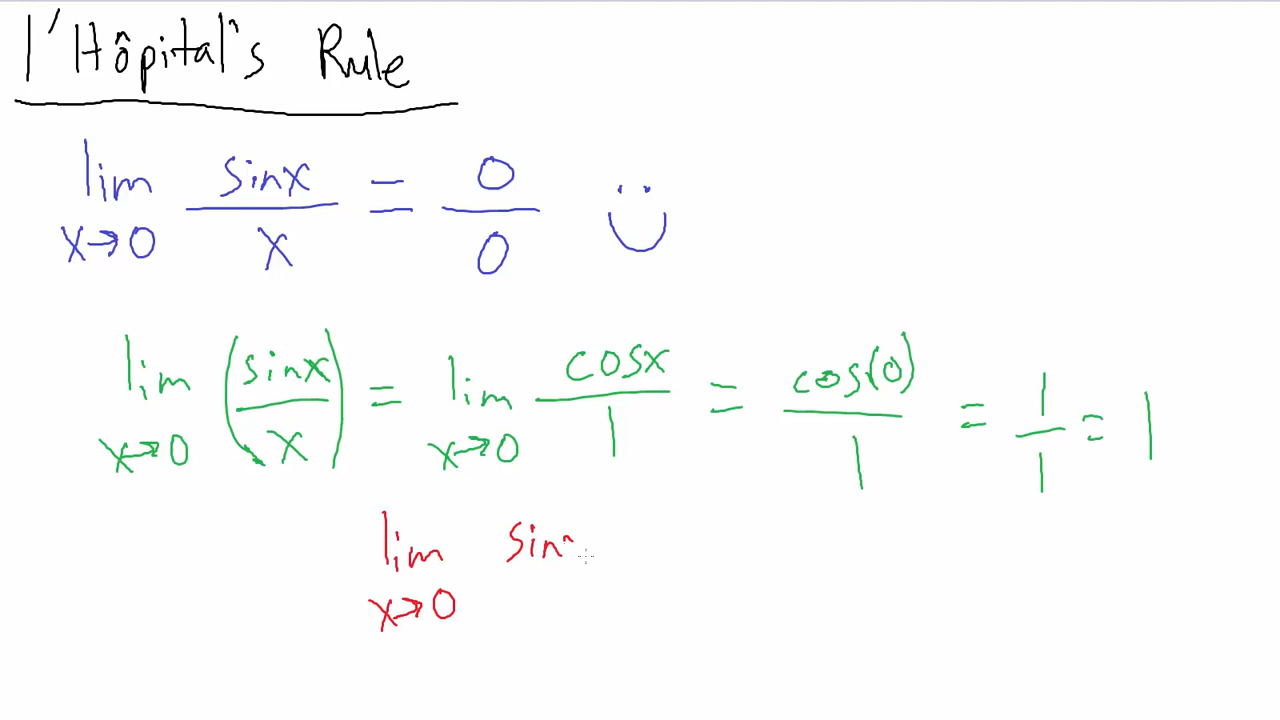 l'Hôpital's Rule
lim x→0 sinx/x = 0/0
lim x→0 (sinx/x) = lim x→0 cosx/1 = cos(0)/1 = 1/1 = 1
lim x→0 sin